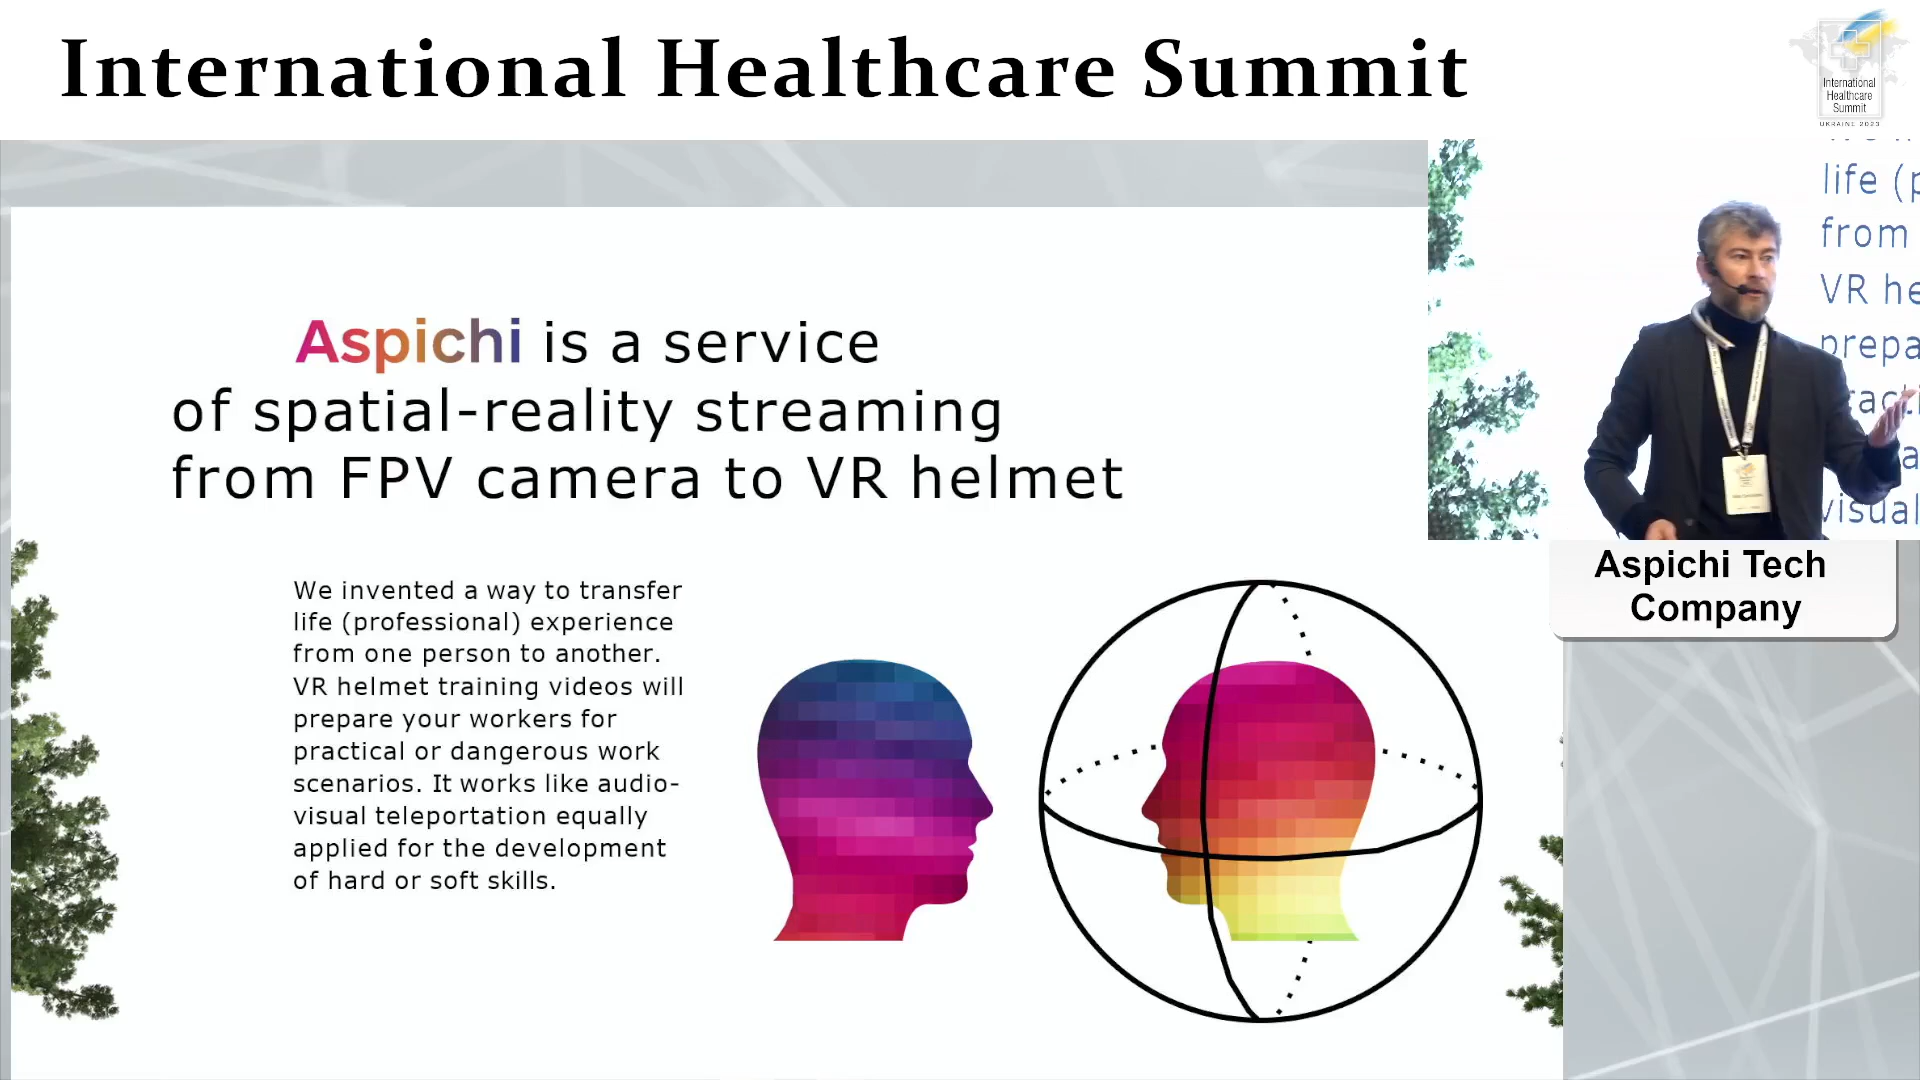 International Healthcare Summit
International
Healthcare
Summit
UKRAINE 2023
Aspichi is a service
of spatial-reality streaming
from FPV camera to VR helmet
We invented a way to transfer
life (professional) experience
from one person to another.
VR helmet training videos will
prepare your workers for
practical or dangerous work
scenarios. It works like audio-
visual teleportation equally
applied for the development
of hard or soft skills.
life (p
from
VR he
prepa
visual
Aspichi Tech
Company